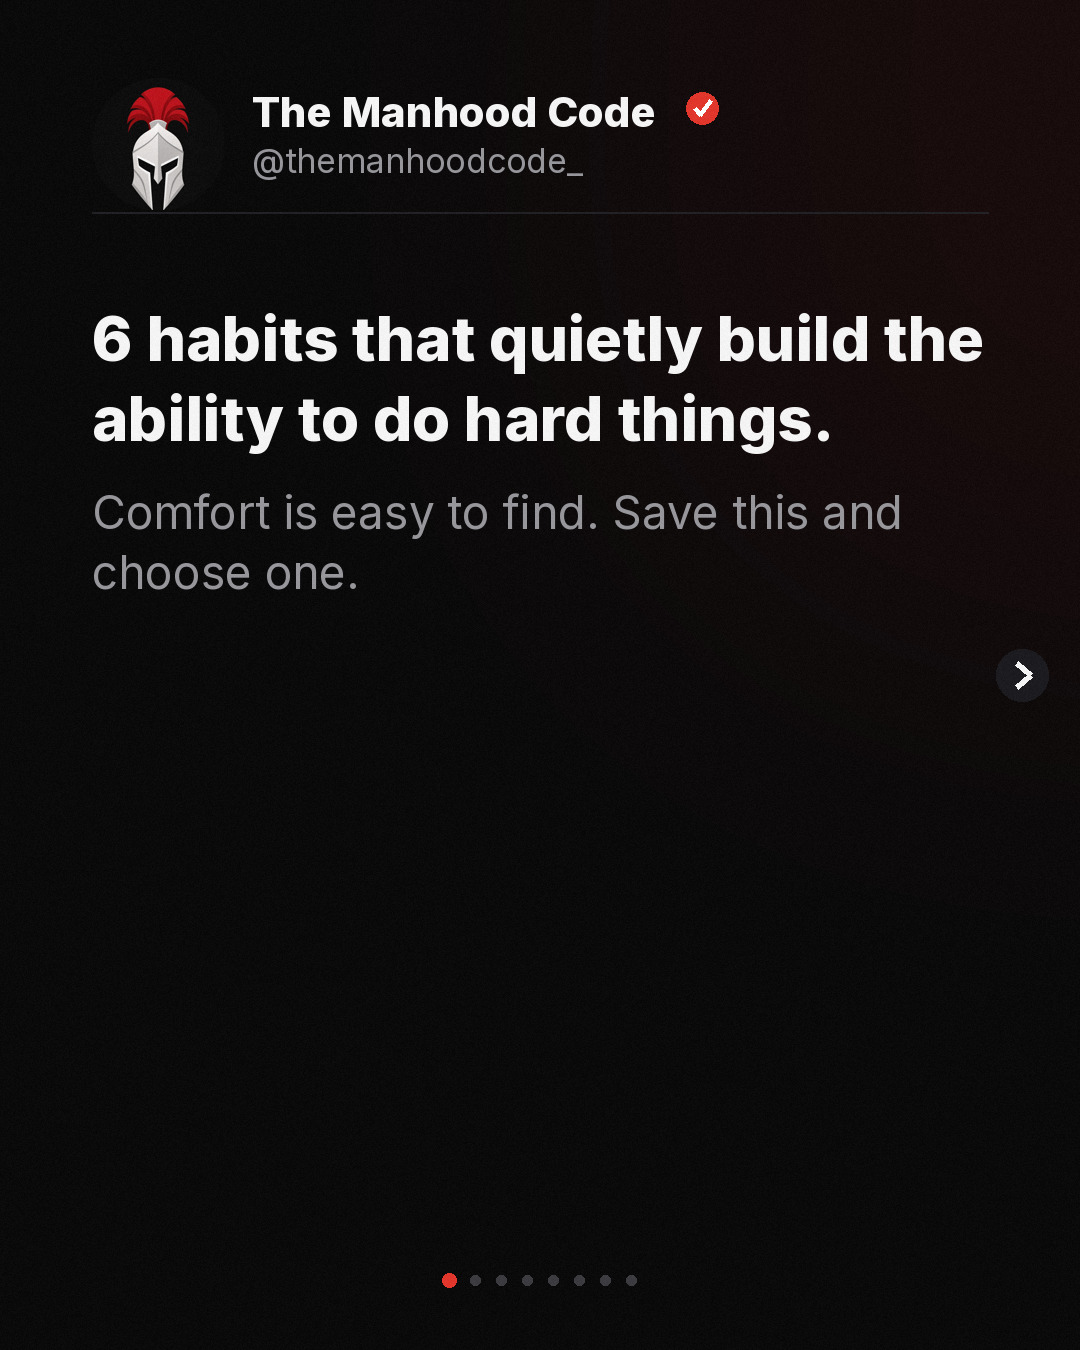 The Manhood Code
@themanhoodcode_
6 habits that quietly build the
ability to do hard things.
Comfort is easy to find. Save this and
choose one.